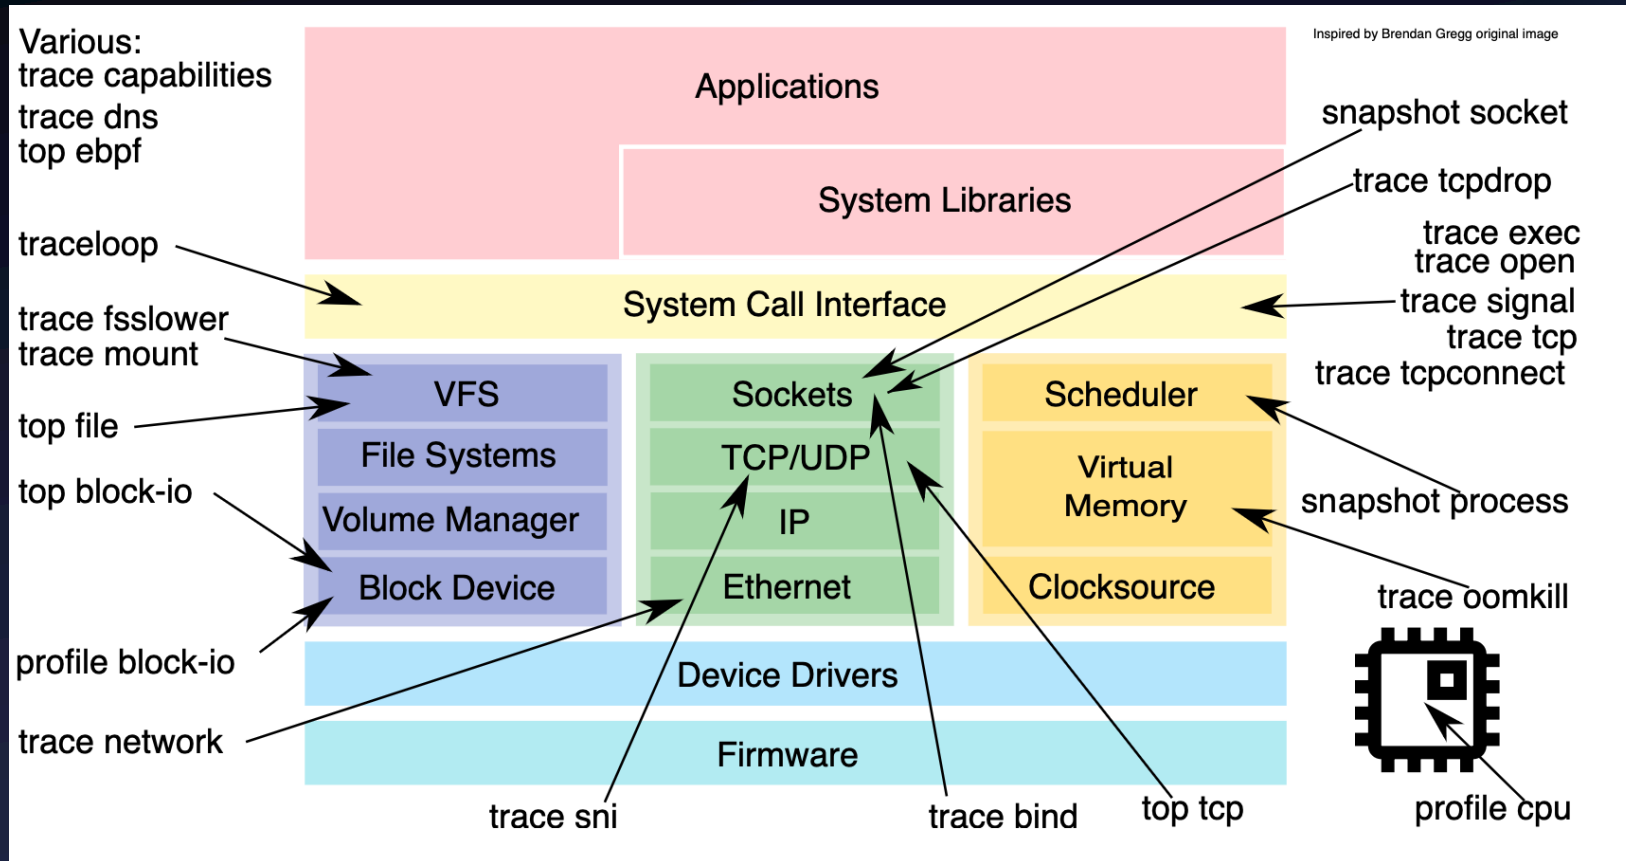 Various:
trace capabilities
trace dns
top ebpf
traceloop
trace fsslower
trace mount
top file
top block-io
profile block-io
trace network
Applications
System Libraries
System Call Interface
VFS
File Systems
Volume Manager
Block Device
Sockets
TCP/UDP
IP
Ethernet
Scheduler
Virtual
Memory
Clocksource
Device Drivers
Firmware
Inspired by Brendan Gregg original image
snapshot socket
trace tcpdrop
trace exec
trace open
trace signal
trace tcp
trace tcpconnect
snapshot process
trace oomkill
trace sni
trace bind
top tcp
profile cpu